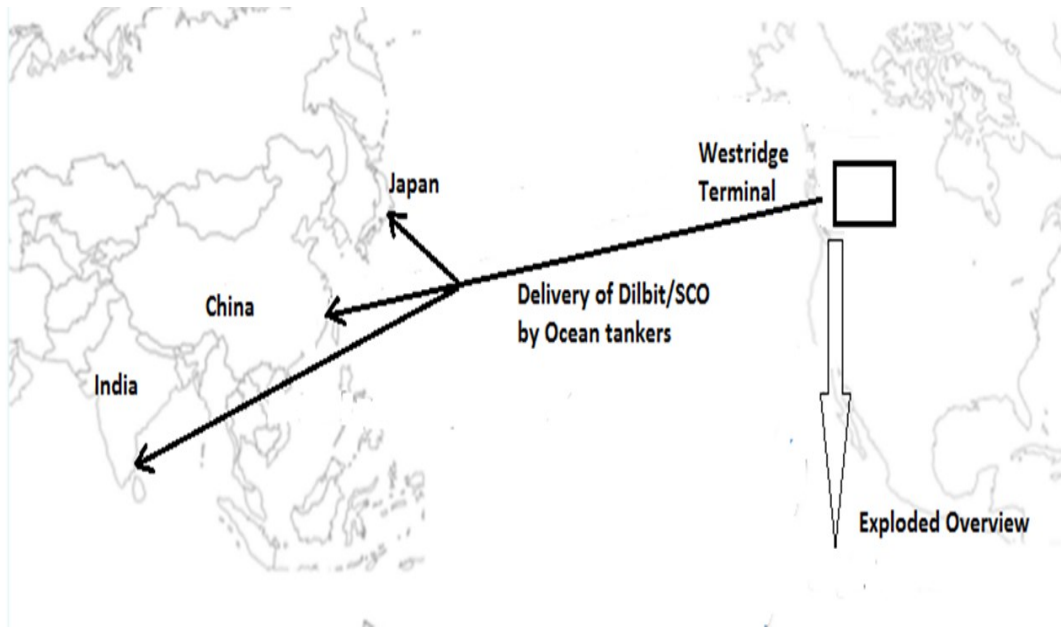 Westridge
Terminal
Japan
Delivery of Dilbit/SCO
by Ocean tankers
China
India
Exploded Overview